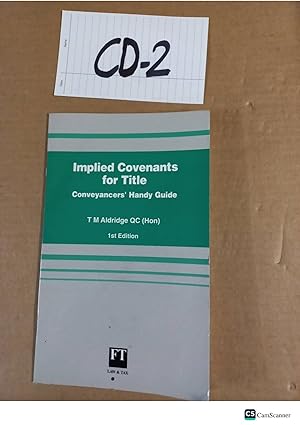 CD-2
Implied Covenants
for Title
Conveyancers' Handy Guide
T M Aldridge QC (Hon)
1st Edition
FT
LAW & TAX
CS CamScanner